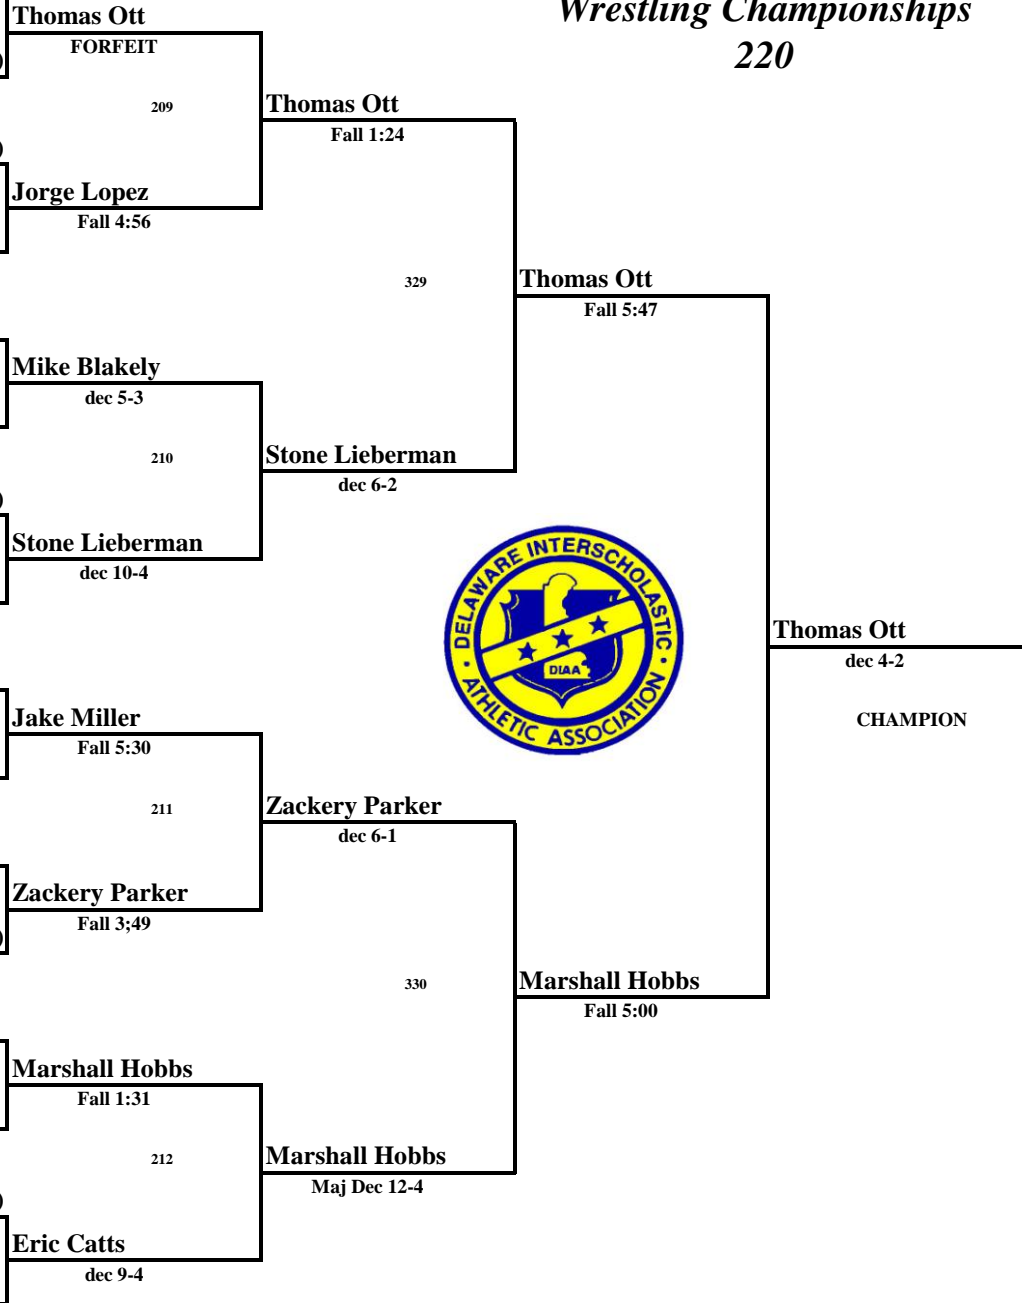 Wrestling Championships
220
Thomas Ott
FORFEIT
)
209
Thomas Ott
Fall 1:24
)
Jorge Lopez
Fall 4:56
329
Thomas Ott
Fall 5:47
Mike Blakely
dec 5-3
210
Stone Lieberman
dec 6-2
)
Stone Lieberman
dec 10-4
DELAWARE INTERSCHOLASTIC
DIAA
• ATHLETIC ASSOCIATION •
Thomas Ott
dec 4-2
CHAMPION
Jake Miller
Fall 5:30
211
Zackery Parker
dec 6-1
Zackery Parker
Fall 3;49
)
330
Marshall Hobbs
Fall 5:00
Marshall Hobbs
Fall 1:31
212
Marshall Hobbs
Maj Dec 12-4
)
Eric Catts
dec 9-4